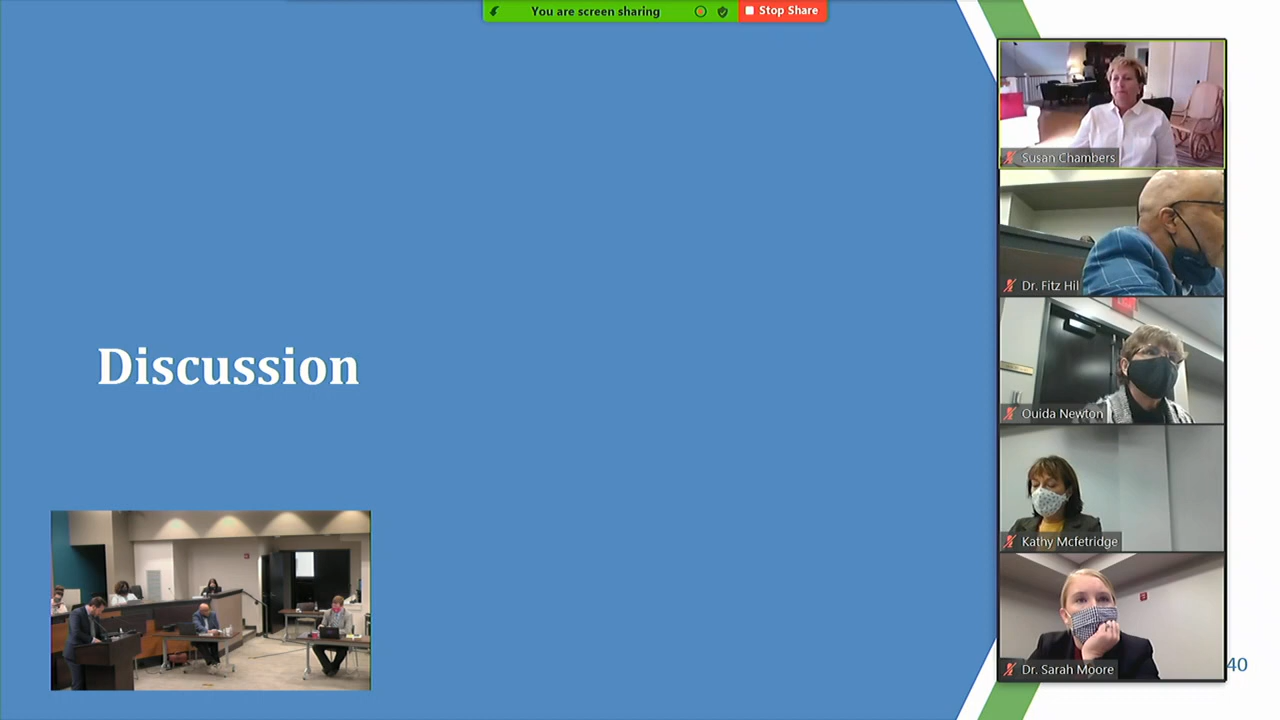 You are screen sharing
Stop Share
Susan Chambers
Dr. Fitz Hil
Discussion
Ouida Newton
Kathy Mcfetridge
Dr. Sarah Moore
40